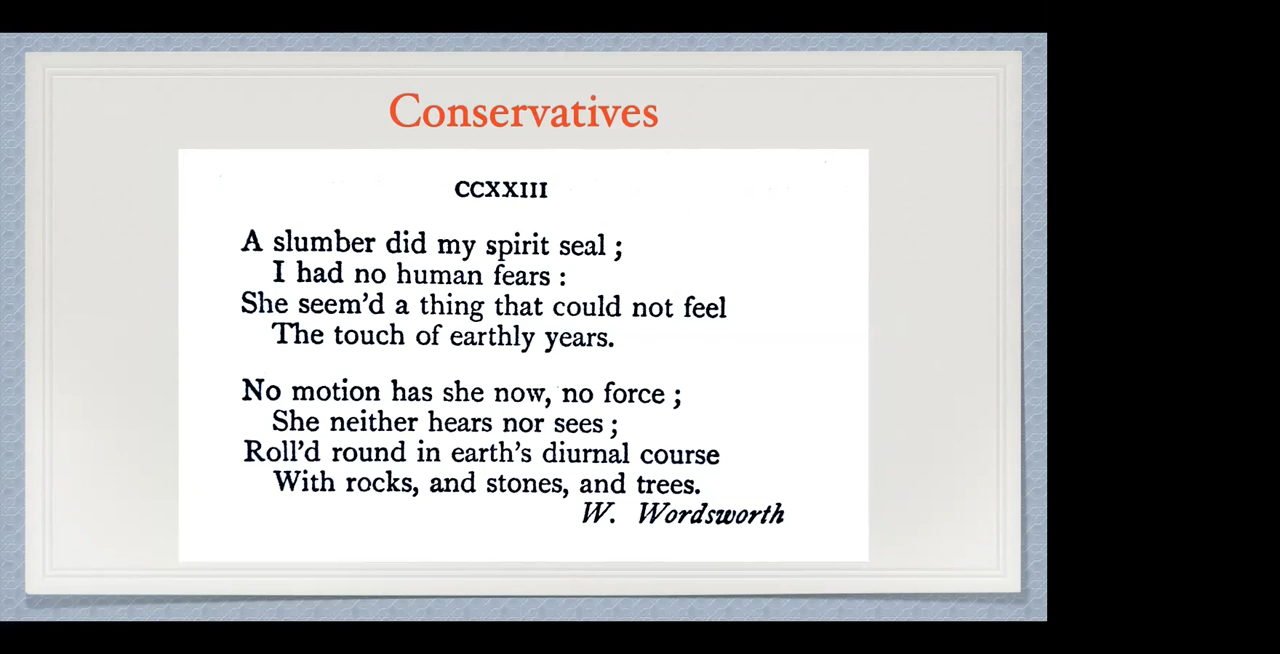 Conservatives
CCXXIII
A slumber did my spirit seal ;
I had no human fears :
She seem'd a thing that could not feel
The touch of earthly years.
No motion has she now, no force ;
She neither hears nor sees ;
Roll'd round in earth's diurnal course
With rocks, and stones, and trees.
W. Wordsworth